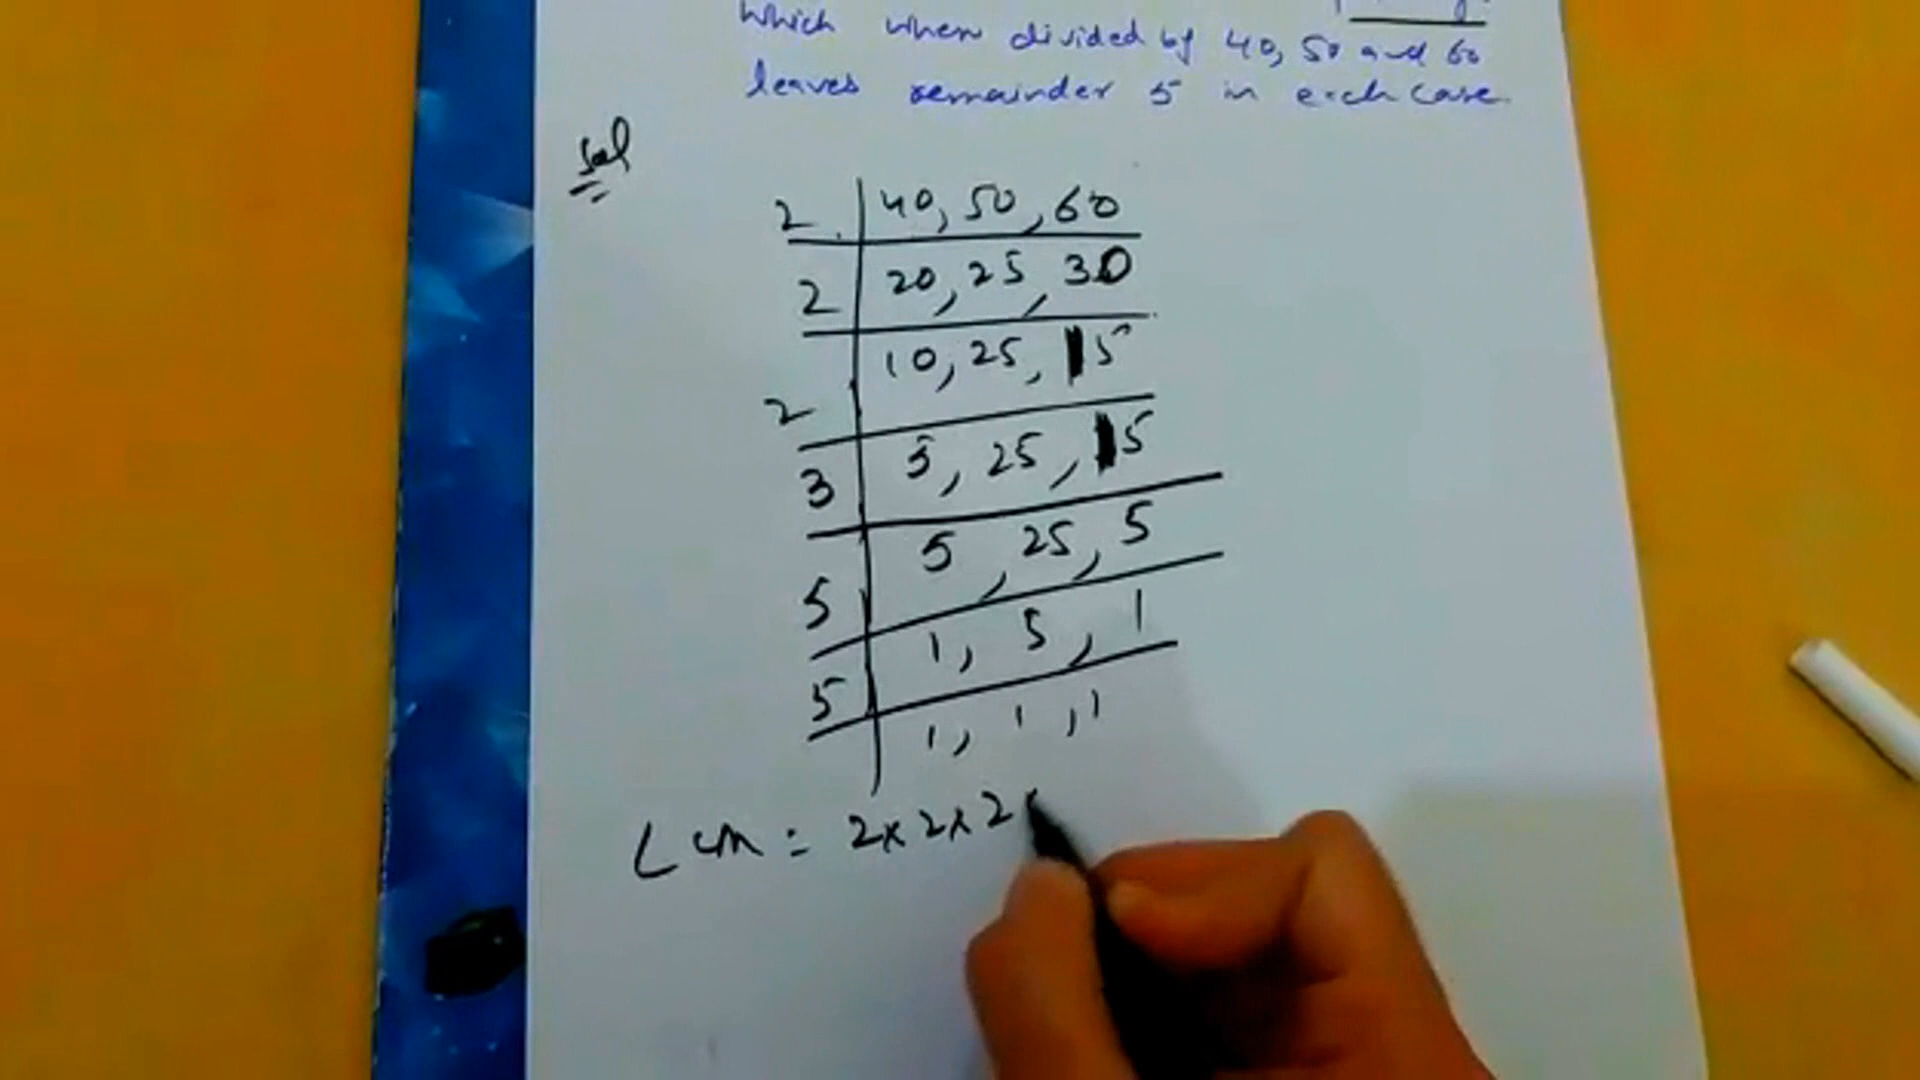 which when divided by 40, 50 and 60
leaves remainder 5 in each case.
Sol
2 40, 50, 60
2 20, 25, 30
2 10, 25, 15
3 5, 25, 15
5 5, 25, 5
5 1, 5, 1
1, 1, 1
LCM = 2x2x2